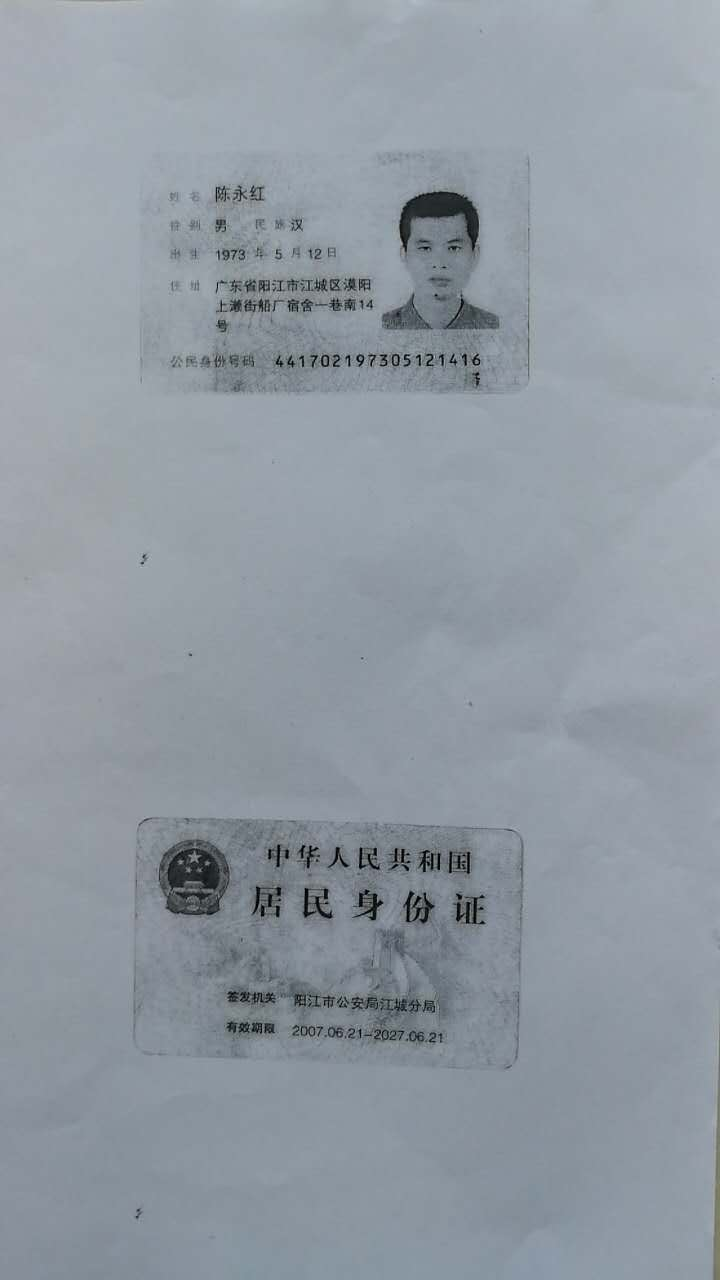 姓名 陈永红
性别 男 民族 汉
出生 1973 年 5 月 12 日
住址 广东省阳江市江城区漠阳
上濑街船厂宿舍一巷南14
号
公民身份号码 441702197305121416
中华人民共和国
居民身份证
签发机关 阳江市公安局江城分局
有效期限 2007.06.21-2027.06.21